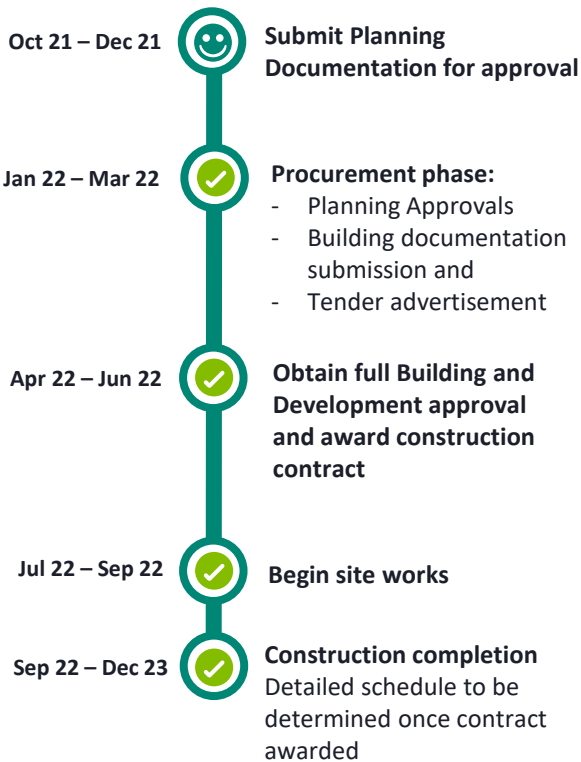 Oct 21 – Dec 21
Submit Planning
Documentation for approval
Jan 22 – Mar 22
Procurement phase:
- Planning Approvals
- Building documentation
submission and
- Tender advertisement
Apr 22 – Jun 22
Obtain full Building and
Development approval
and award construction
contract
Jul 22 – Sep 22
Begin site works
Sep 22 – Dec 23
Construction completion
Detailed schedule to be
determined once contract
awarded